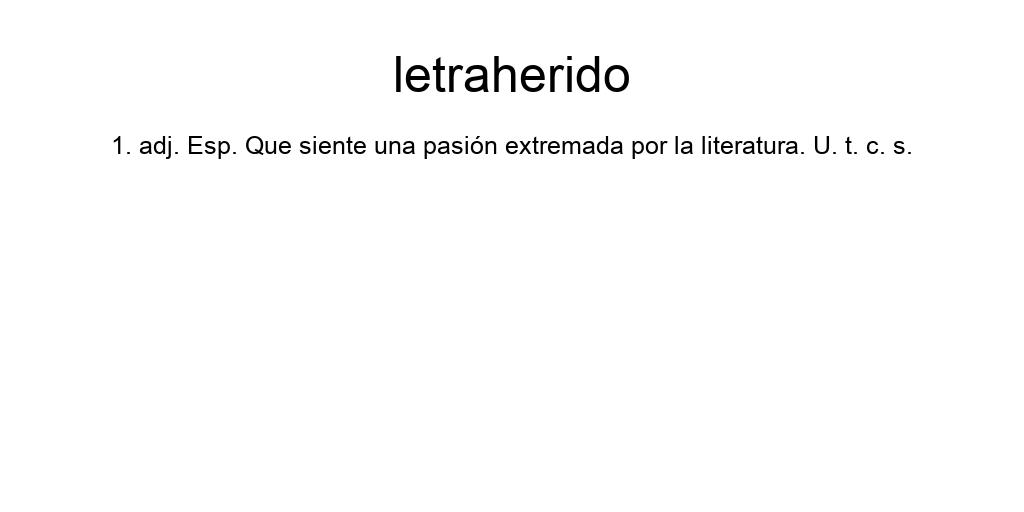 letraherido
1. adj. Esp. Que siente una pasión extremada por la literatura. U. t. c. s.